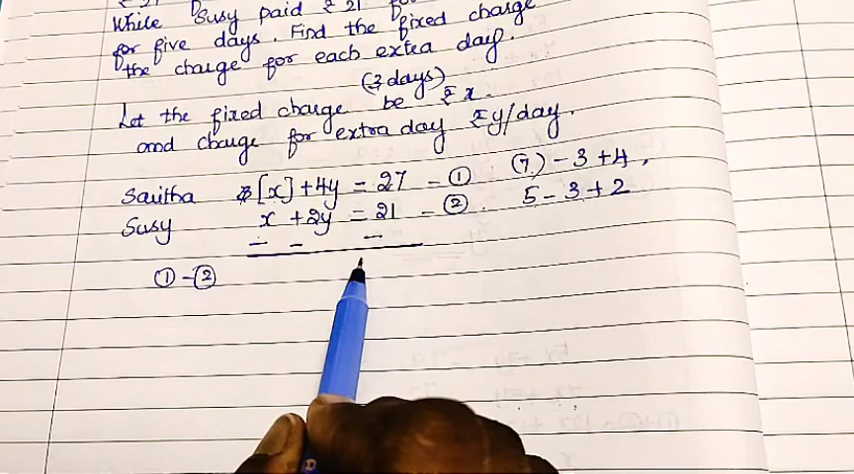 While Susy paid ₹ 21
for five days. Find the fixed charge
the charge for each extra day.
(3 days)
Let the fixed charge be ₹ x.
and charge for extra day ₹ y/day.
Saritha [x] + 4y = 27 - ① (7) - 3 + 4,
Susy x + 2y = 21 - ② 5 - 3 + 2
- - -
① - ②